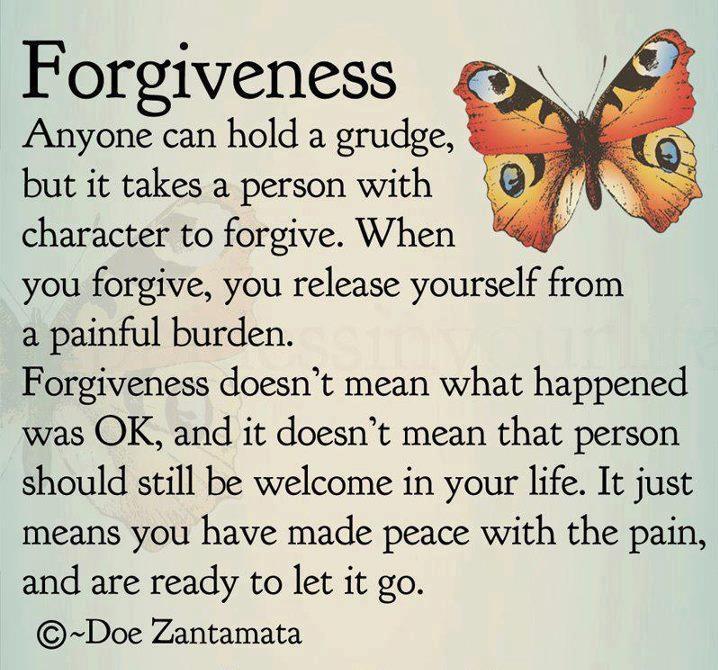 Forgiveness
Anyone can hold a grudge,
but it takes a person with
character to forgive. When
you forgive, you release yourself from
a painful burden.
Forgiveness doesn't mean what happened
was OK, and it doesn't mean that person
should still be welcome in your life. It just
means you have made peace with the pain,
and are ready to let it go.
©~Doe Zantamata